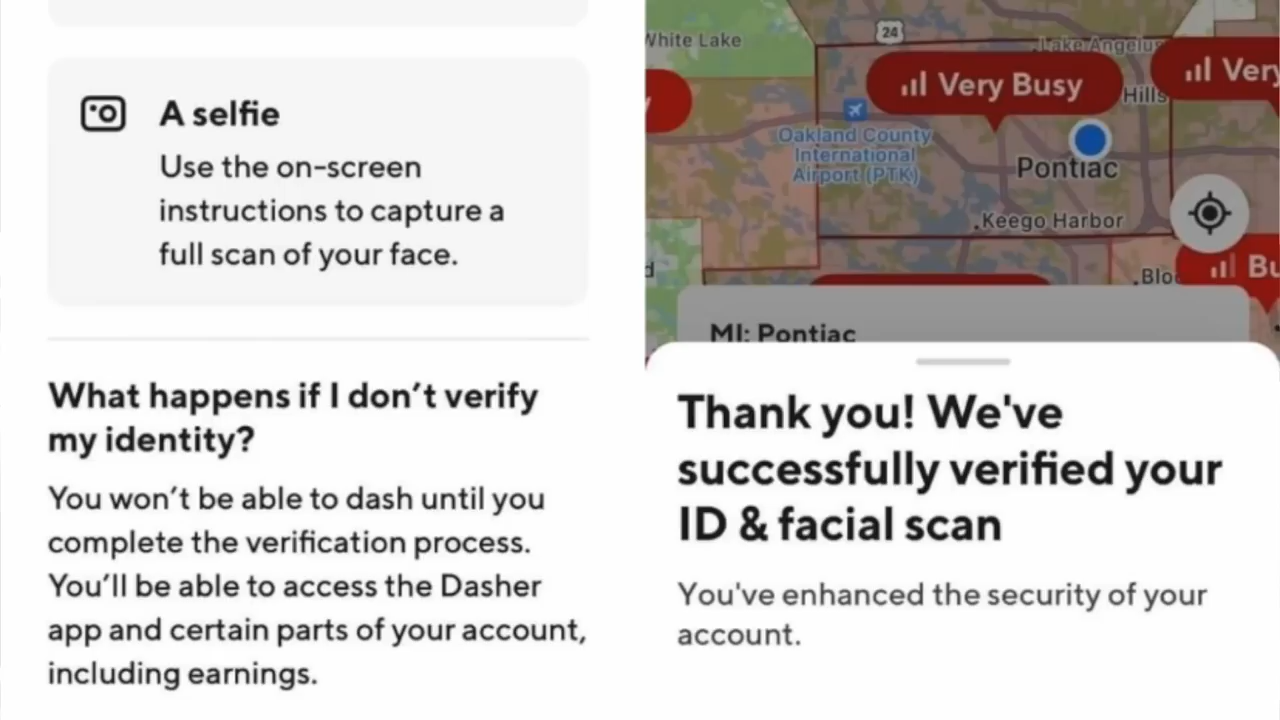 A selfie
Use the on-screen
instructions to capture a
full scan of your face.
What happens if I don't verify
my identity?
You won't be able to dash until you
complete the verification process.
You'll be able to access the Dasher
app and certain parts of your account,
including earnings.
White Lake
24
Lake Angelus
Very Busy
Very
Hills
Oakland County
International
Airport (PTK)
Pontiac
Keego Harbor
MI: Pontiac
Thank you! We've
successfully verified your
ID & facial scan
You've enhanced the security of your
account.